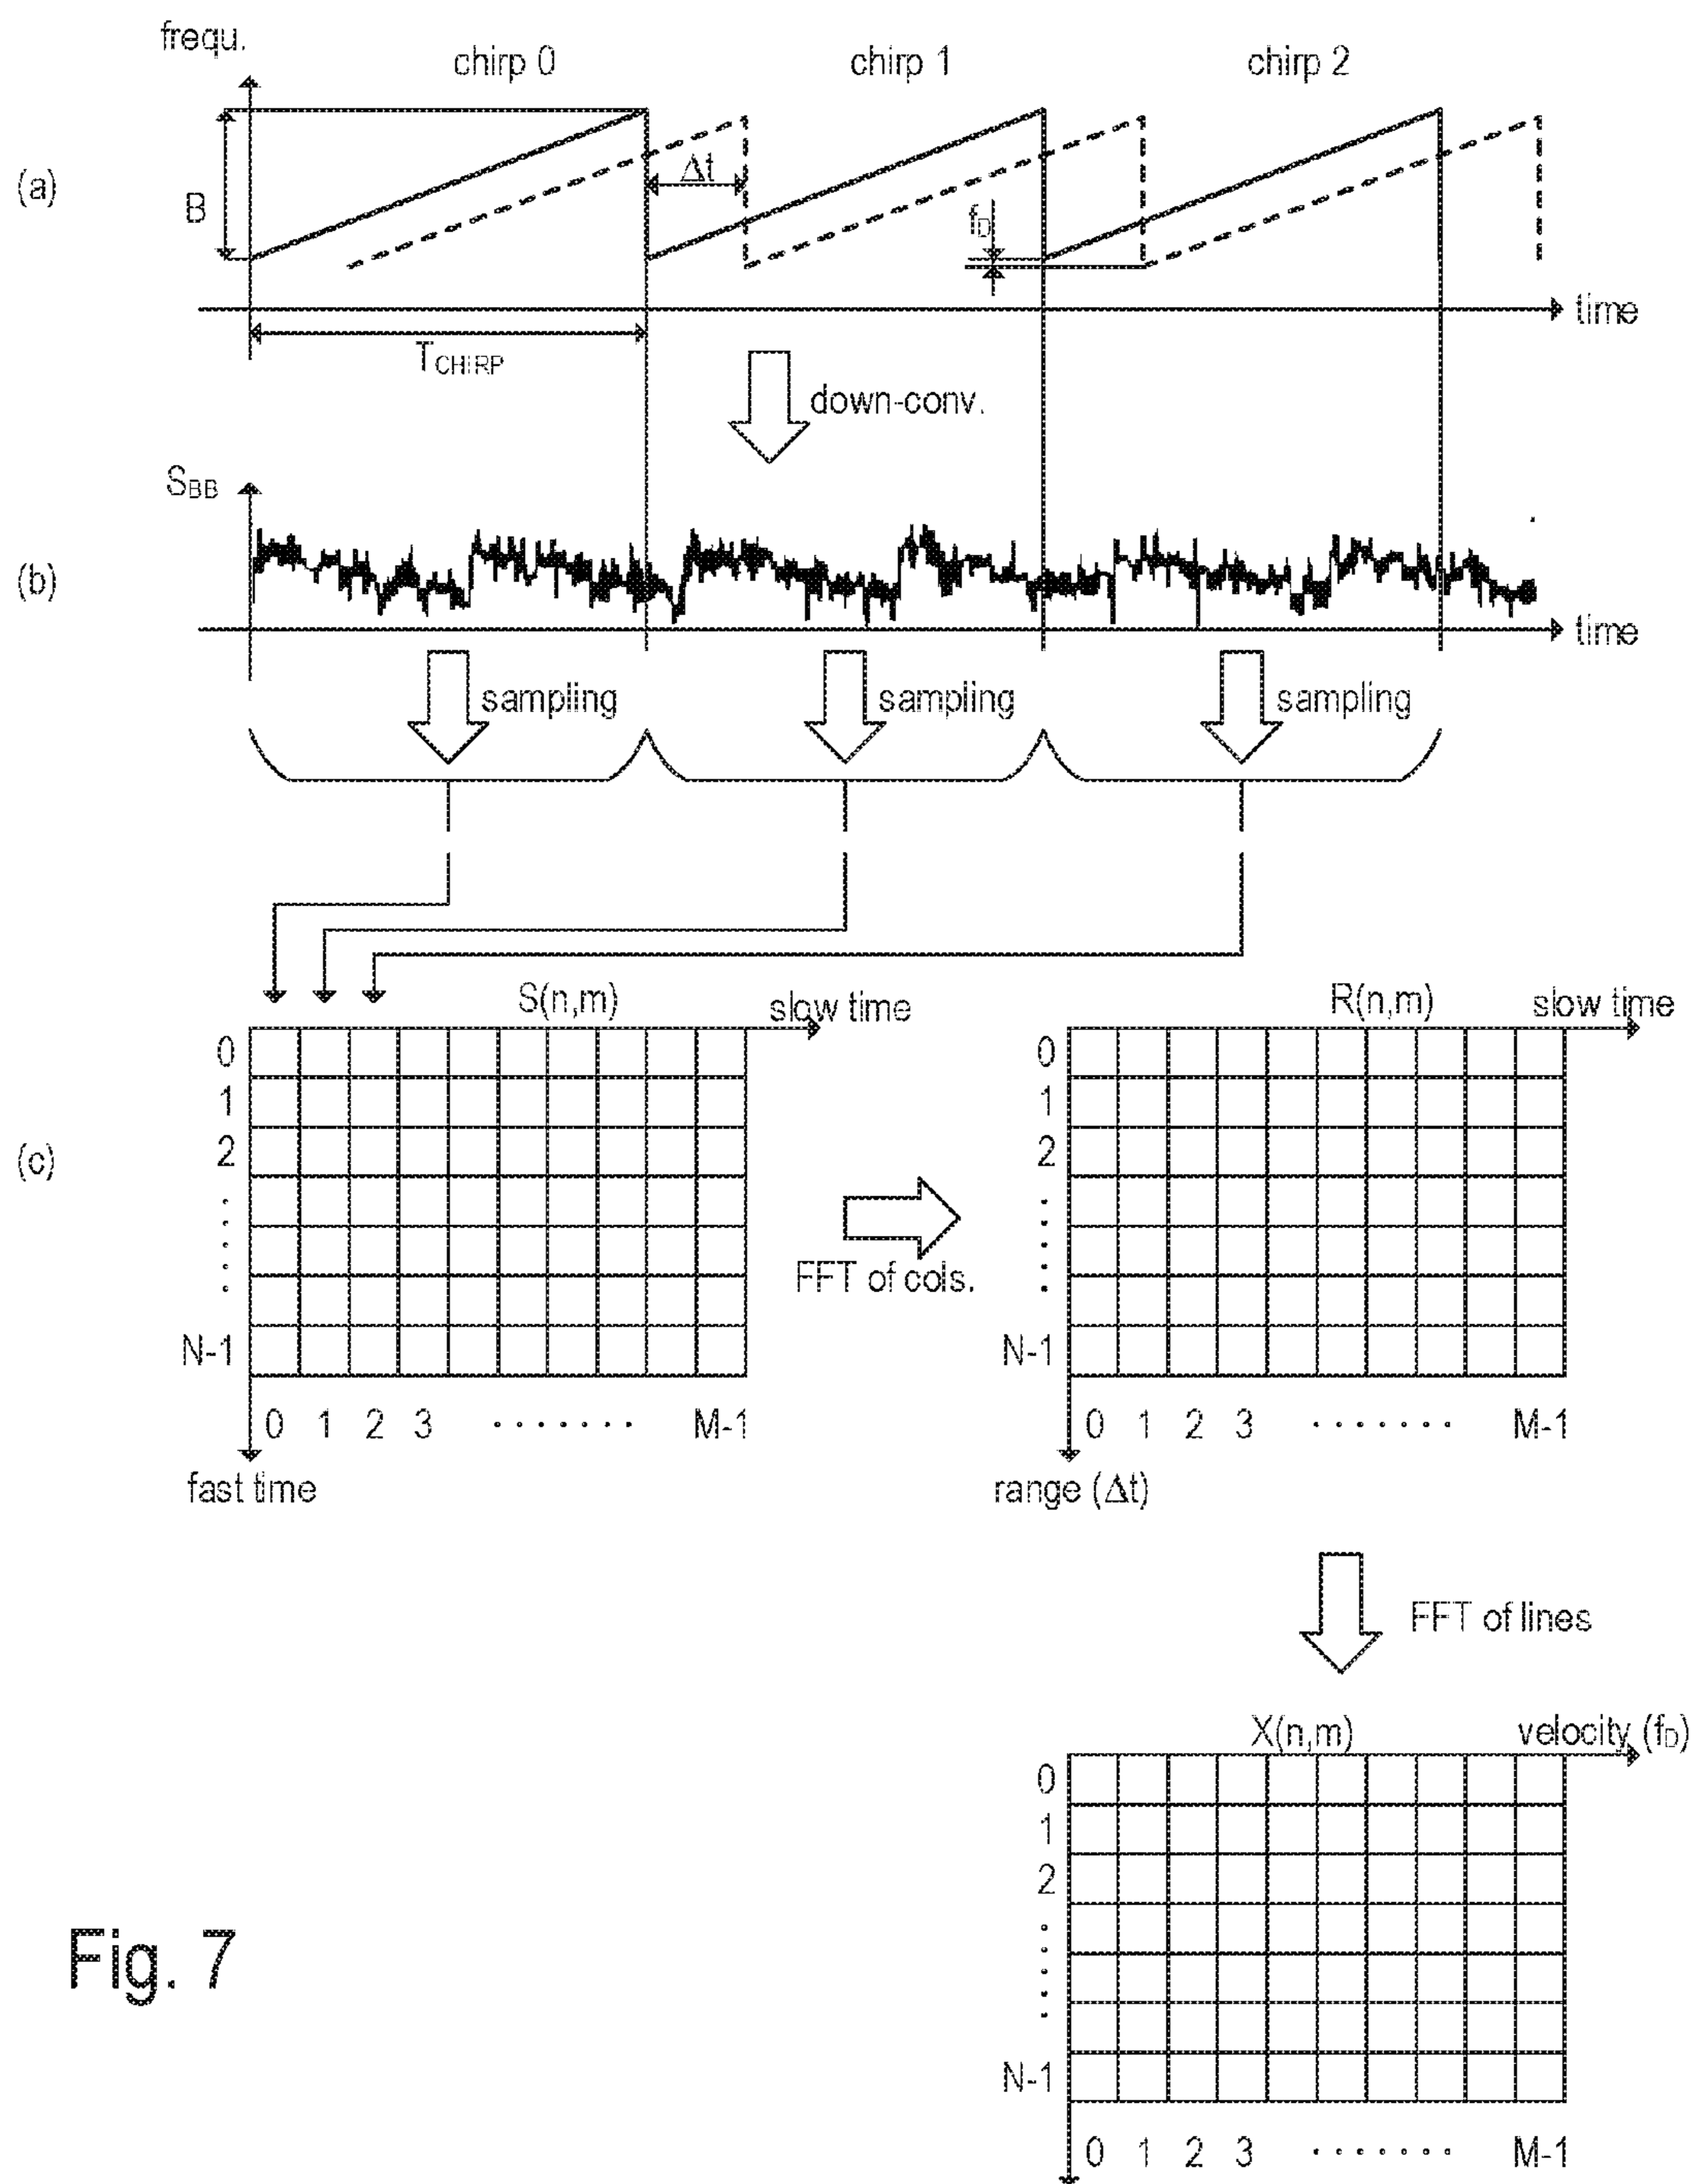 frequ.
chirp 0 chirp 1 chirp 2
(a)
B
Δt
fD
time
TCHIRP
down-conv.
SBB
(b)
time
sampling sampling sampling
S(n,m) slow time
R(n,m) slow time
(c)
0
1
2
N-1
0 1 2 3 ······· M-1
fast time
FFT of cols.
0
1
2
N-1
0 1 2 3 ······· M-1
range (Δt)
FFT of lines
X(n,m) velocity (fD)
0
1
2
N-1
0 1 2 3 ······· M-1
Fig. 7